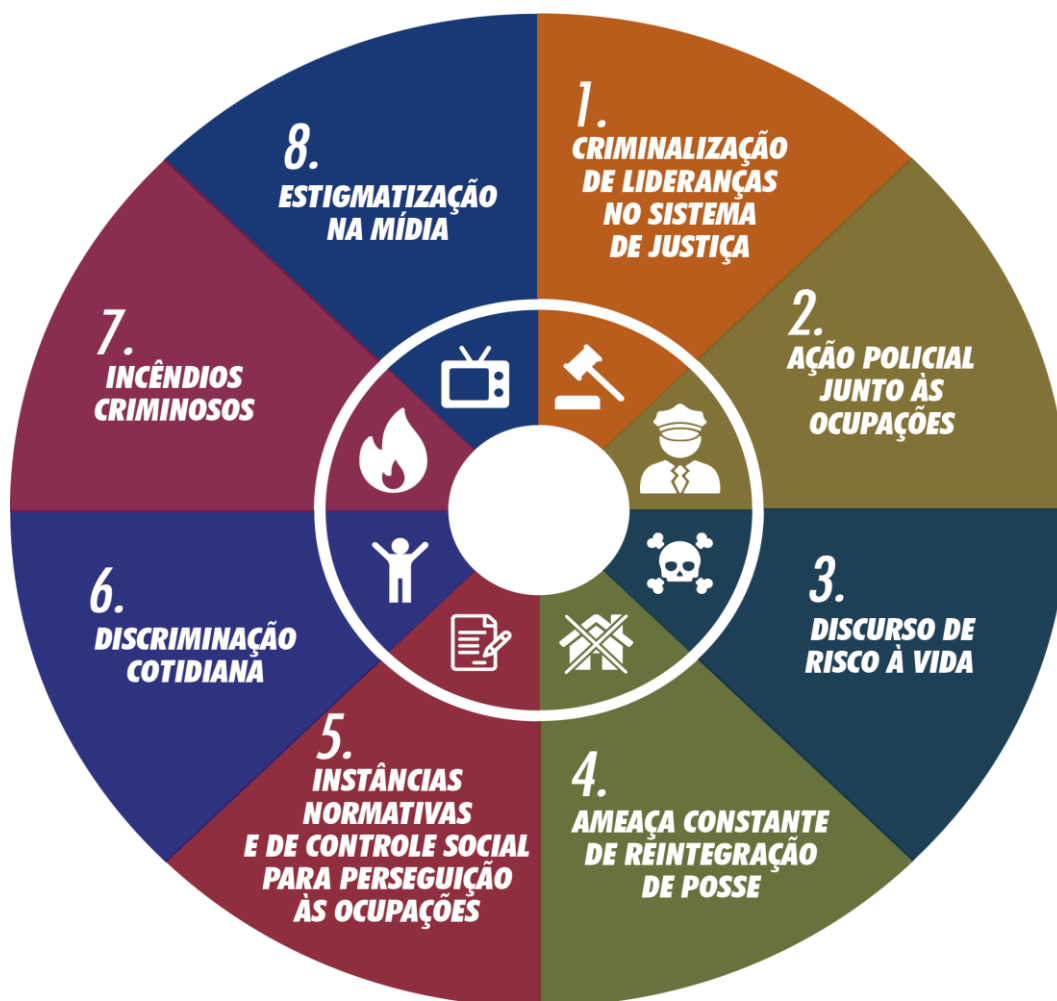 1.
CRIMINALIZAÇÃO
DE LIDERANÇAS
NO SISTEMA
DE JUSTIÇA
2.
AÇÃO POLICIAL
JUNTO ÀS
OCUPAÇÕES
3.
DISCURSO DE
RISCO À VIDA
4.
AMEAÇA CONSTANTE
DE REINTEGRAÇÃO
DE POSSE
5.
INSTÂNCIAS
NORMATIVAS
E DE CONTROLE SOCIAL
PARA PERSEGUIÇÃO
ÀS OCUPAÇÕES
6.
DISCRIMINAÇÃO
COTIDIANA
7.
INCÊNDIOS
CRIMINOSOS
8.
ESTIGMATIZAÇÃO
NA MÍDIA